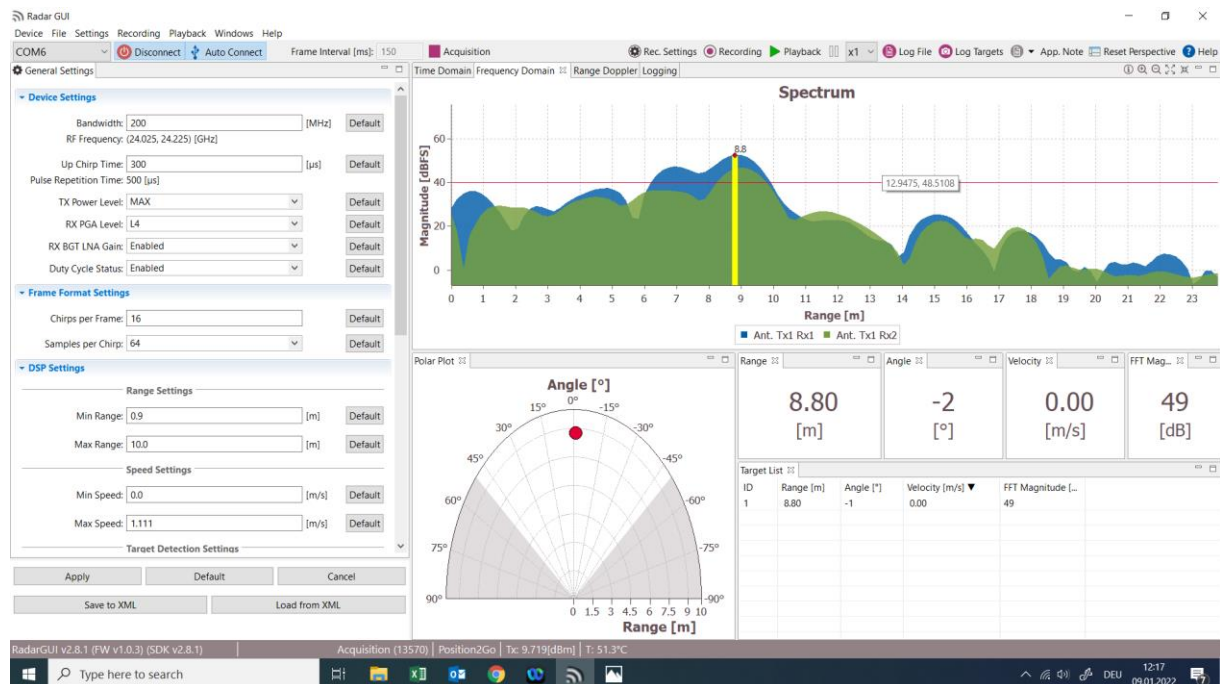 Radar GUI
Device File Settings Recording Playback Windows Help
COM6 Disconnect Auto Connect Frame Interval [ms]: 150 Acquisition Rec. Settings Recording Playback x1 Log File Log Targets App. Note Reset Perspective Help
General Settings
Device Settings
Bandwidth: 200 [MHz] Default
RF Frequency: (24.025, 24.225) [GHz]
Up Chirp Time: 300 [µs] Default
Pulse Repetition Time: 500 [µs]
TX Power Level: MAX Default
RX PGA Level: L4 Default
RX BGT LNA Gain: Enabled Default
Duty Cycle Status: Enabled Default
Frame Format Settings
Chirps per Frame: 16 Default
Samples per Chirp: 64 Default
DSP Settings
Range Settings
Min Range: 0.9 [m] Default
Max Range: 10.0 [m] Default
Speed Settings
Min Speed: 0.0 [m/s] Default
Max Speed: 1.111 [m/s] Default
Target Detection Settings
Apply Default Cancel
Save to XML Load from XML
Time Domain Frequency Domain Range Doppler Logging
Spectrum
Magnitude [dBFS]
60
40
20
0
8.8
12.9475, 48.5108
0 1 2 3 4 5 6 7 8 9 10 11 12 13 14 15 16 17 18 19 20 21 22 23
Range [m]
Ant. Tx1 Rx1 Ant. Tx1 Rx2
Polar Plot
Angle [°]
0°
15° -15°
30° -30°
45° -45°
60° -60°
75° -75°
90° -90°
0 1.5 3 4.5 6 7.5 9 10
Range [m]
Range
8.80
[m]
Angle
-2
[°]
Velocity
0.00
[m/s]
FFT Mag...
49
[dB]
Target List
ID Range [m] Angle [°] Velocity [m/s] FFT Magnitude [...
1 8.80 -1 0.00 49
RadarGUI v2.8.1 (FW v1.0.3) (SDK v2.8.1) Acquisition (13570) Position2Go Tx: 9.719[dBm] T: 51.3°C
Type here to search
DEU
12:17
09.01.2022
7